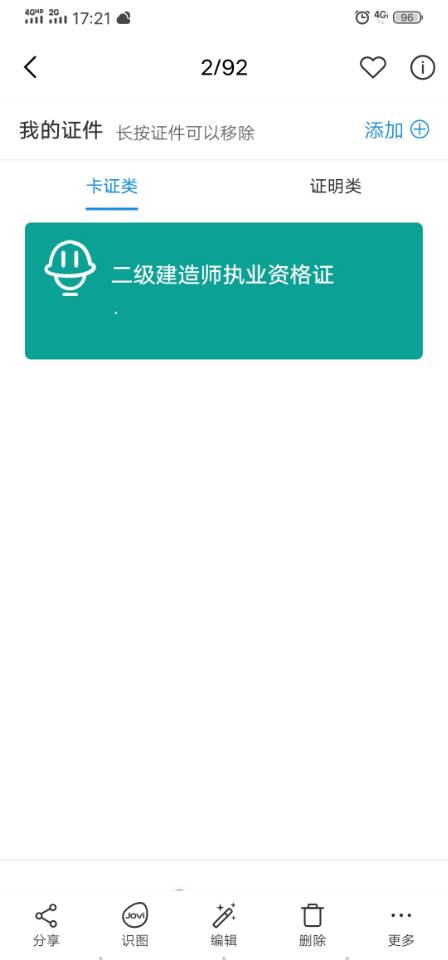 4GHD 2G 17:21 4G 96
2/92
我的证件 长按证件可以移除 添加
卡证类 证明类
二级建造师执业资格证
分享 JOVI 识图 编辑 删除 更多